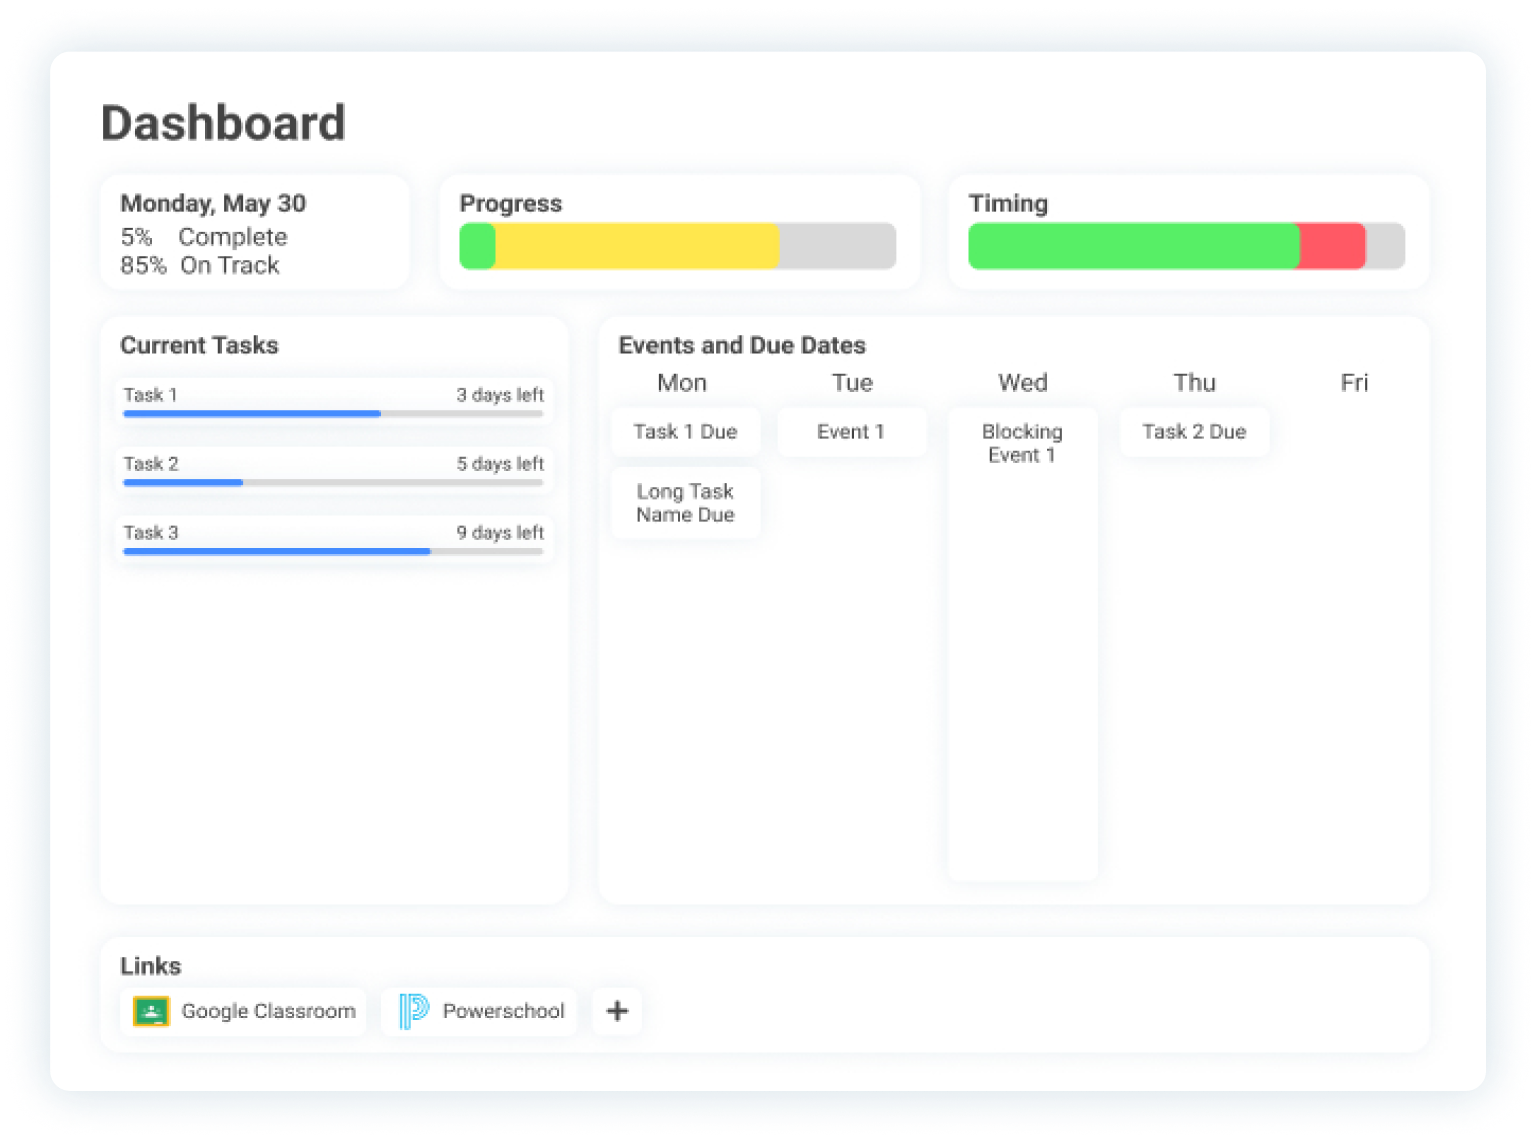 Dashboard
Monday, May 30
5% Complete
85% On Track
Progress
Timing
Current Tasks
Task 1 3 days left
Task 2 5 days left
Task 3 9 days left
Events and Due Dates
Mon Tue Wed Thu Fri
Task 1 Due
Long Task
Name Due
Event 1
Blocking
Event 1
Task 2 Due
Links
Google Classroom
Powerschool
+